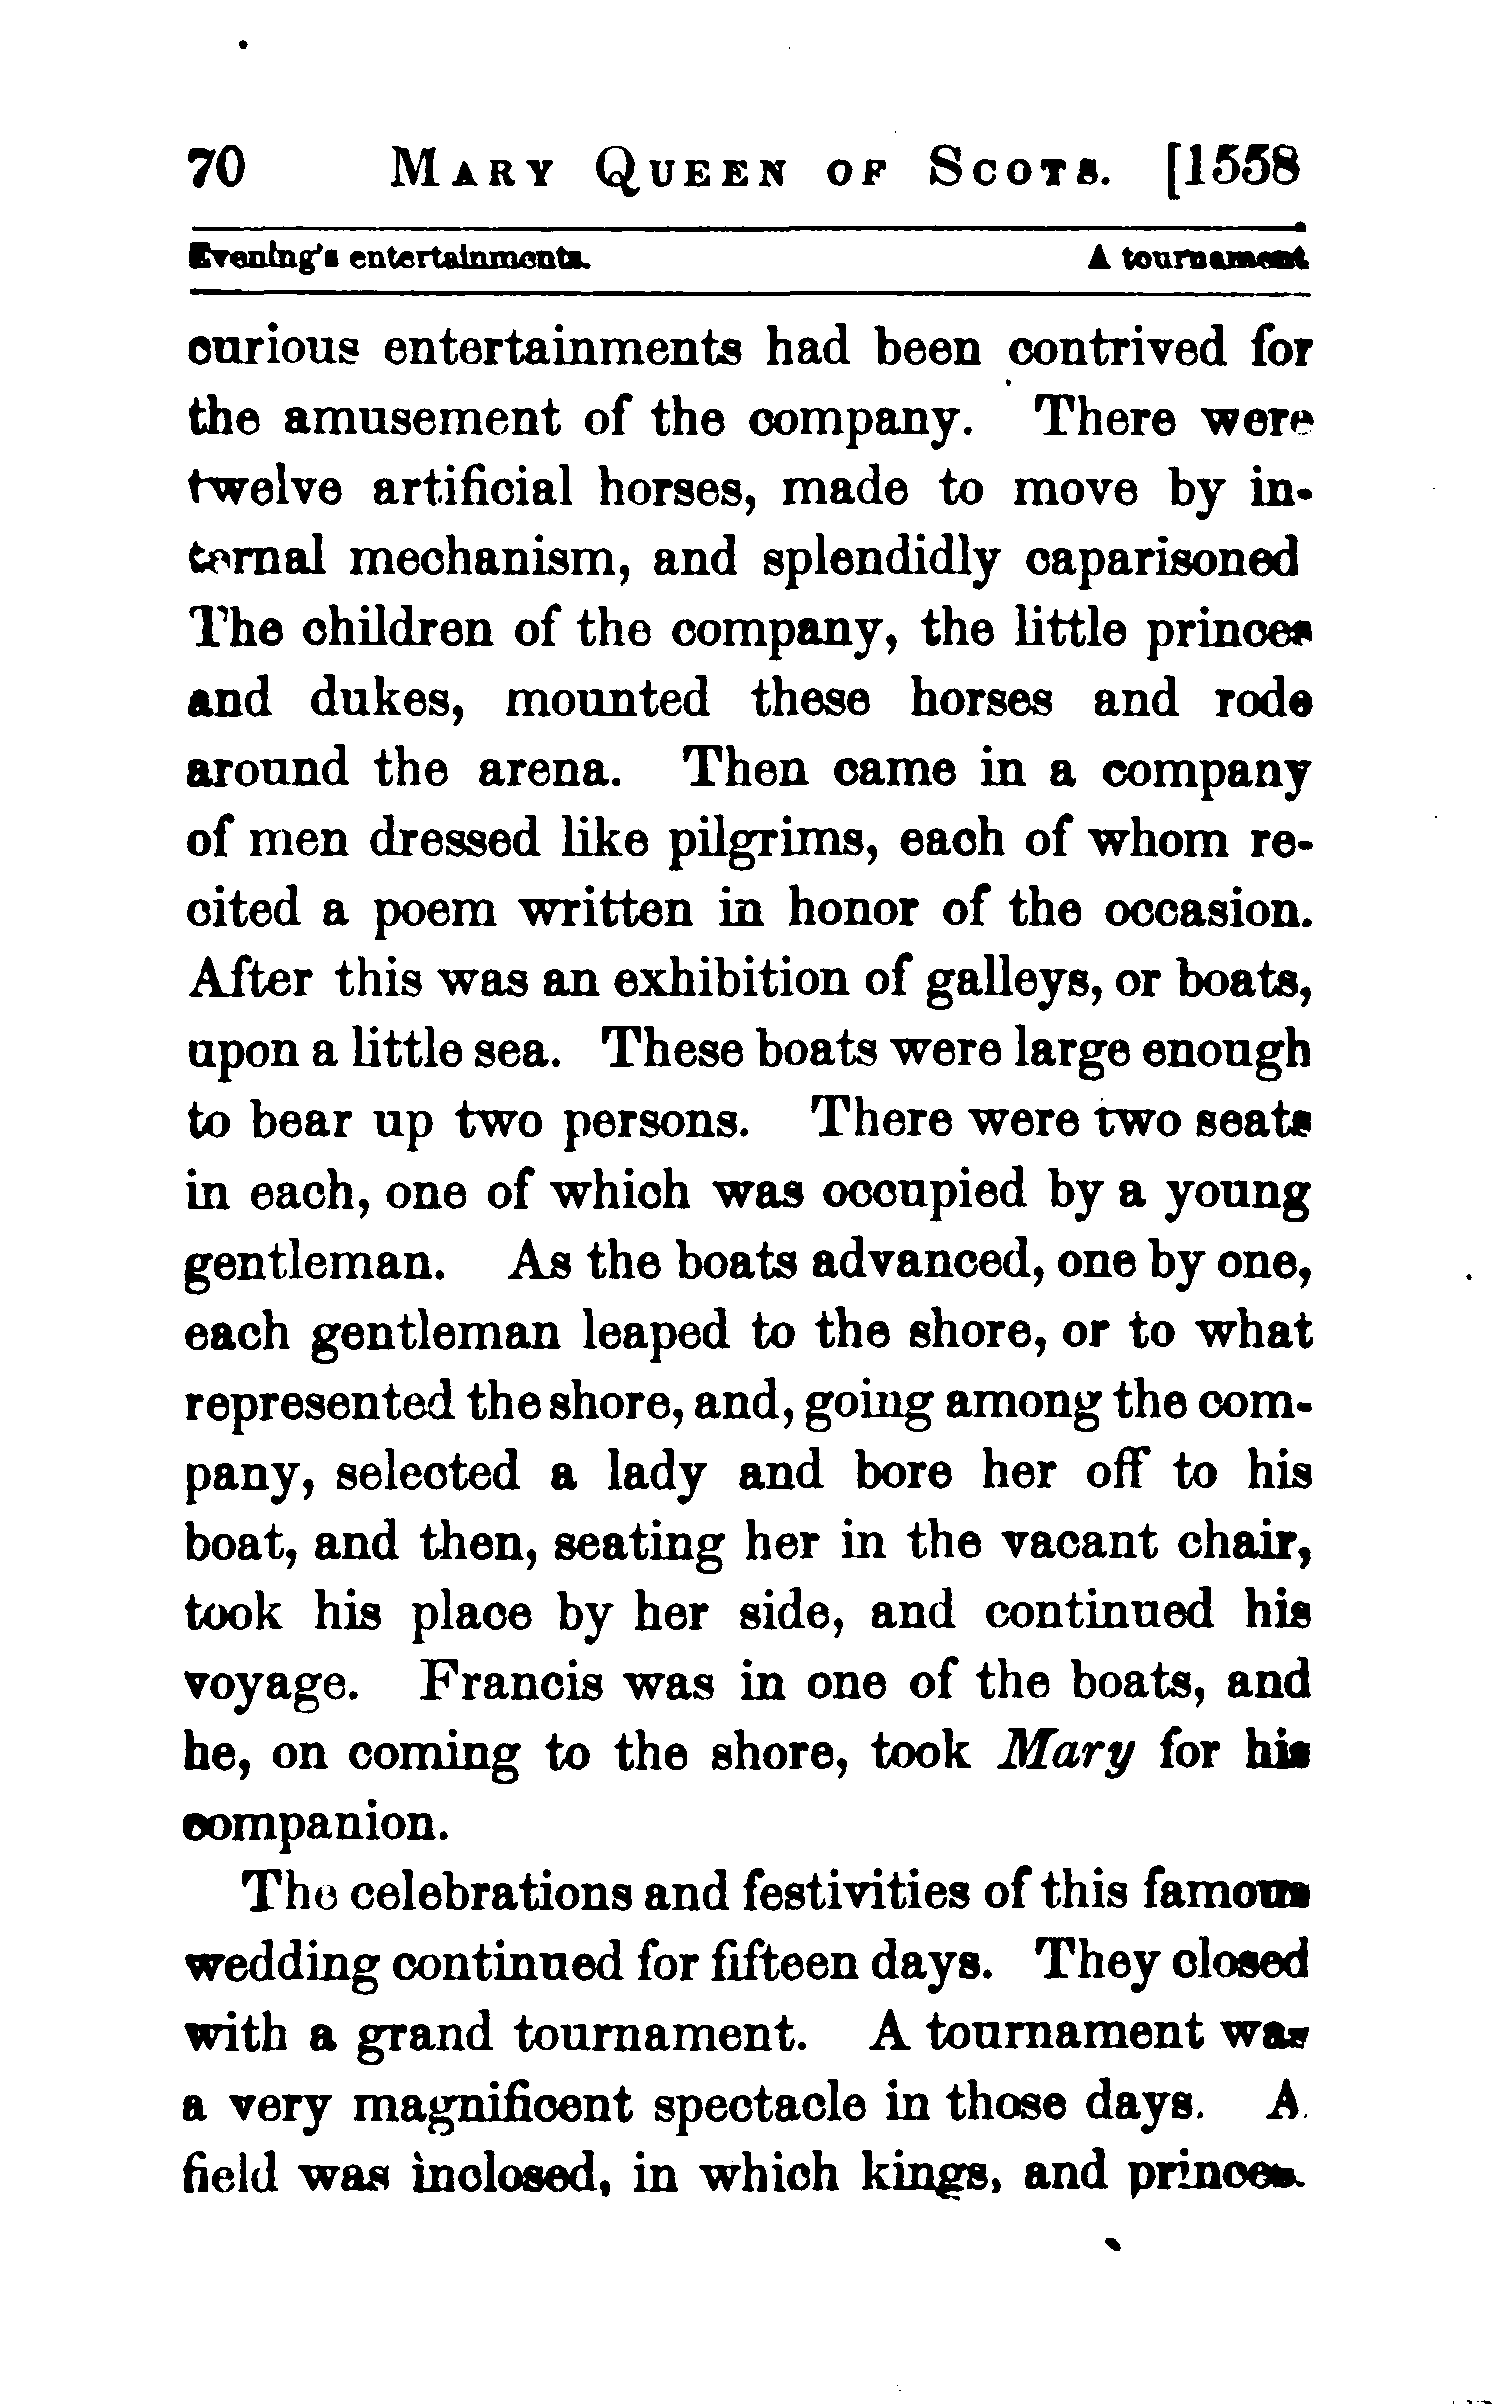 70 MARY QUEEN OF SCOTS. [1558
Evening's entertainments. A tournament
curious entertainments had been contrived for
the amusement of the company. There were
twelve artificial horses, made to move by in-
ternal mechanism, and splendidly caparisoned
The children of the company, the little princes
and dukes, mounted these horses and rode
around the arena. Then came in a company
of men dressed like pilgrims, each of whom re-
cited a poem written in honor of the occasion.
After this was an exhibition of galleys, or boats,
upon a little sea. These boats were large enough
to bear up two persons. There were two seats
in each, one of which was occupied by a young
gentleman. As the boats advanced, one by one,
each gentleman leaped to the shore, or to what
represented the shore, and, going among the com-
pany, selected a lady and bore her off to his
boat, and then, seating her in the vacant chair,
took his place by her side, and continued his
voyage. Francis was in one of the boats, and
he, on coming to the shore, took Mary for his
companion.
The celebrations and festivities of this famous
wedding continued for fifteen days. They closed
with a grand tournament. A tournament was
a very magnificent spectacle in those days. A
field was inclosed, in which kings, and princes.